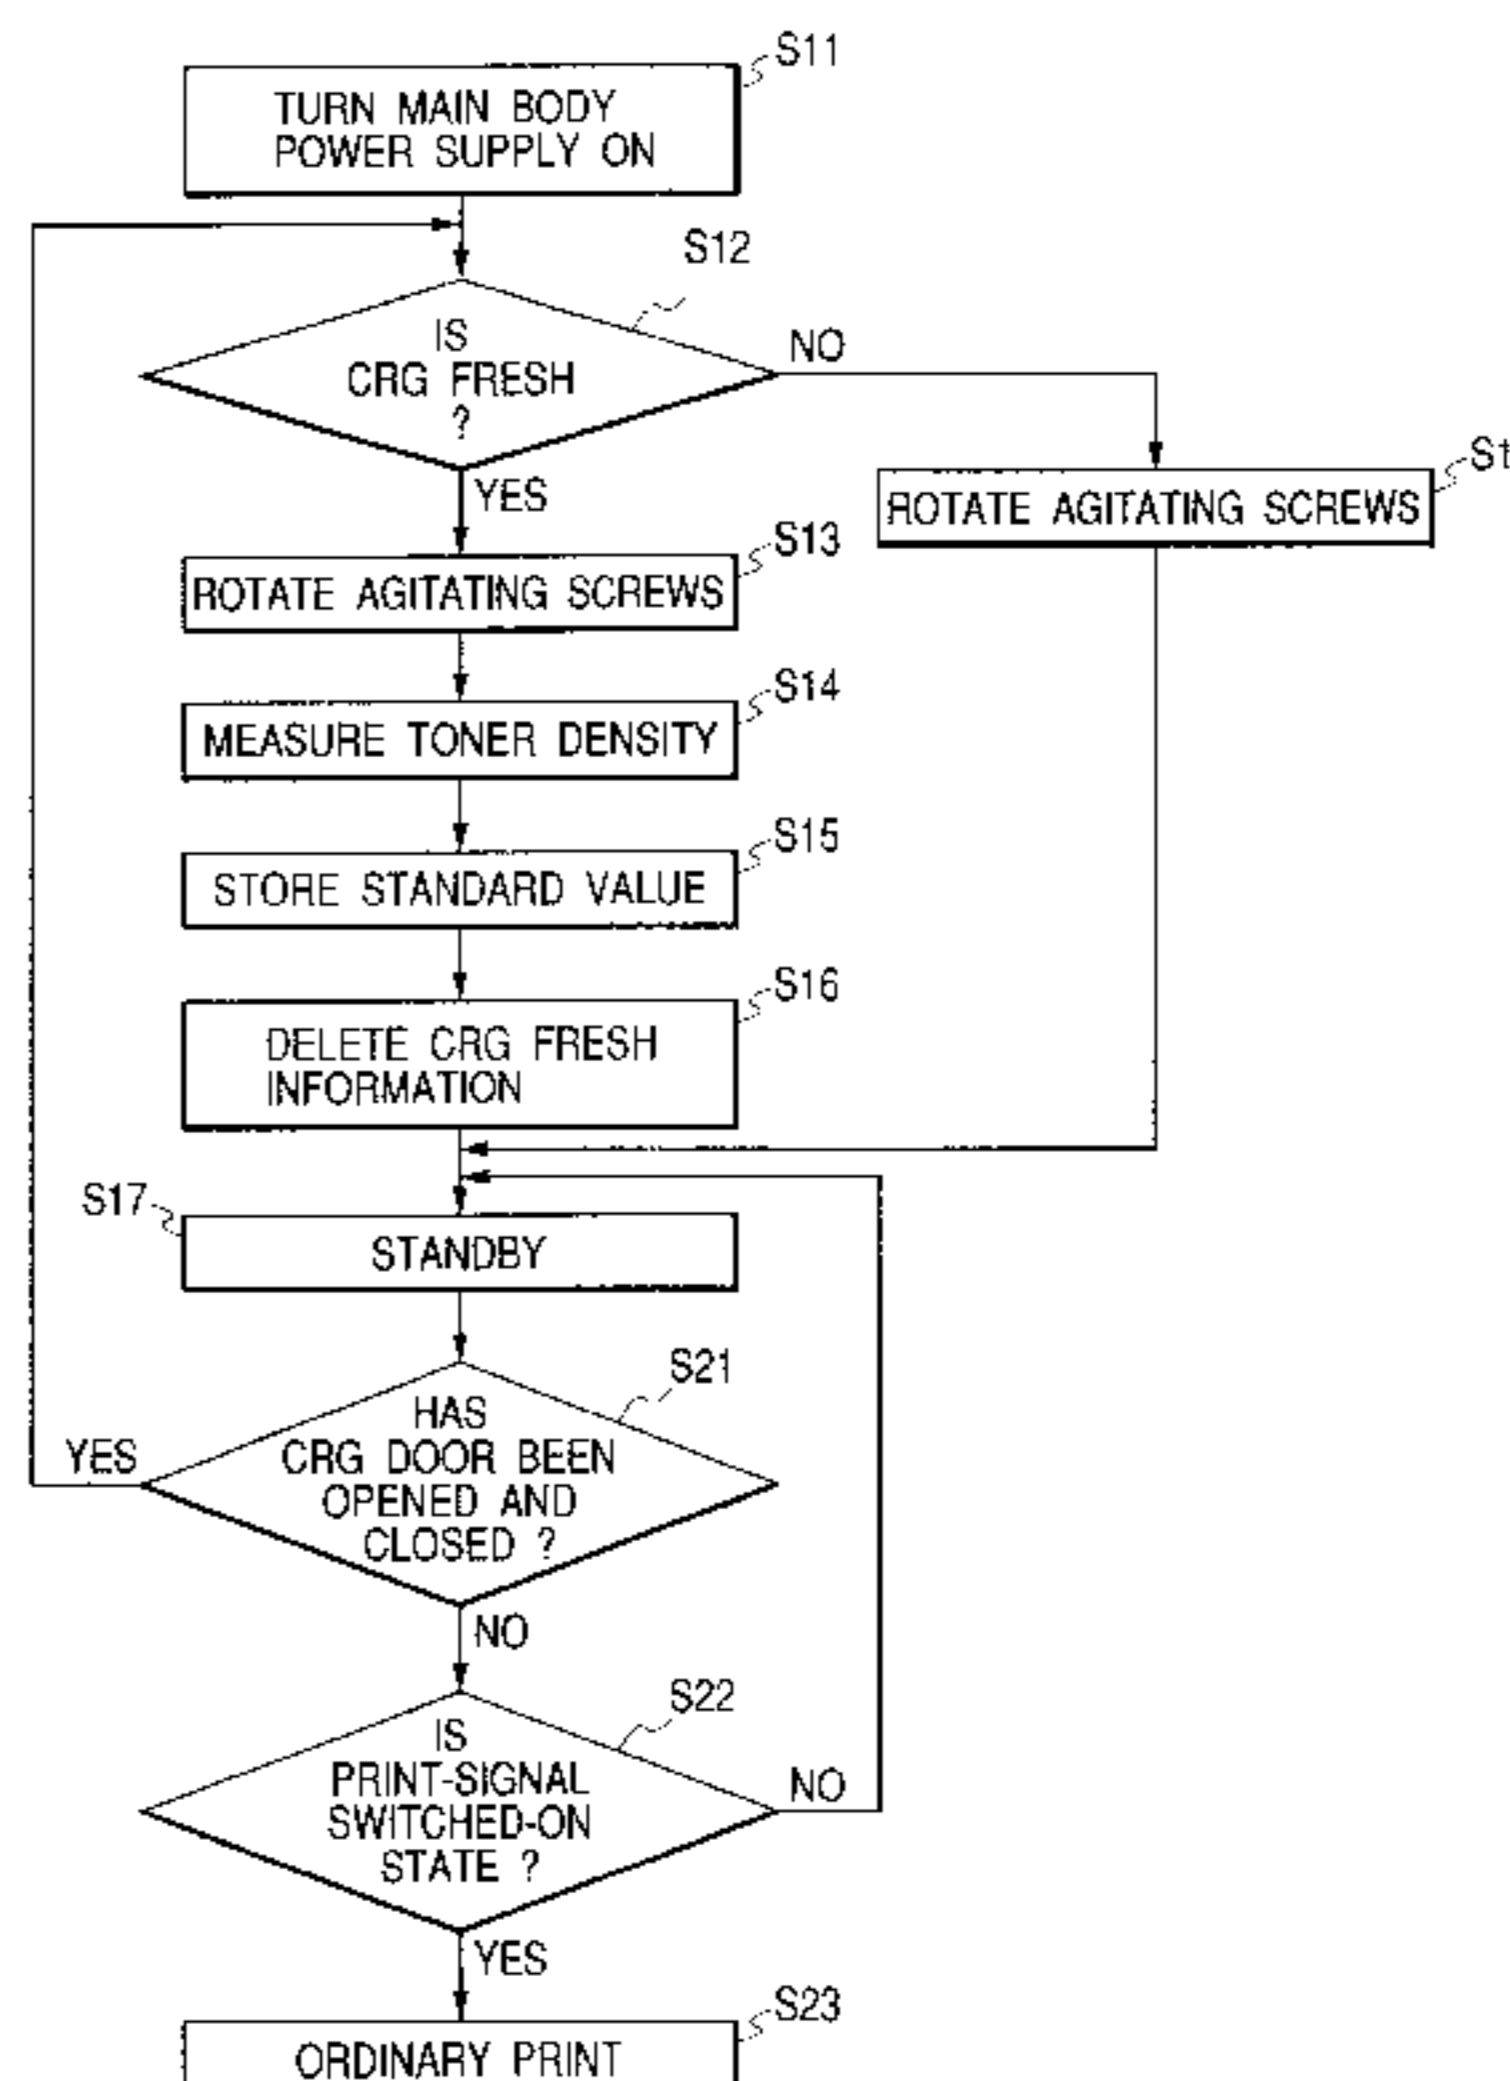 S11
TURN MAIN BODY
POWER SUPPLY ON
S12
IS
CRG FRESH
?
NO
YES
ROTATE AGITATING SCREWS
S13
ROTATE AGITATING SCREWS
S14
MEASURE TONER DENSITY
S15
STORE STANDARD VALUE
S16
DELETE CRG FRESH
INFORMATION
S17
STANDBY
S21
HAS
CRG DOOR BEEN
OPENED AND
CLOSED ?
YES
NO
S22
IS
PRINT-SIGNAL
SWITCHED-ON
STATE ?
NO
YES
S23
ORDINARY PRINT